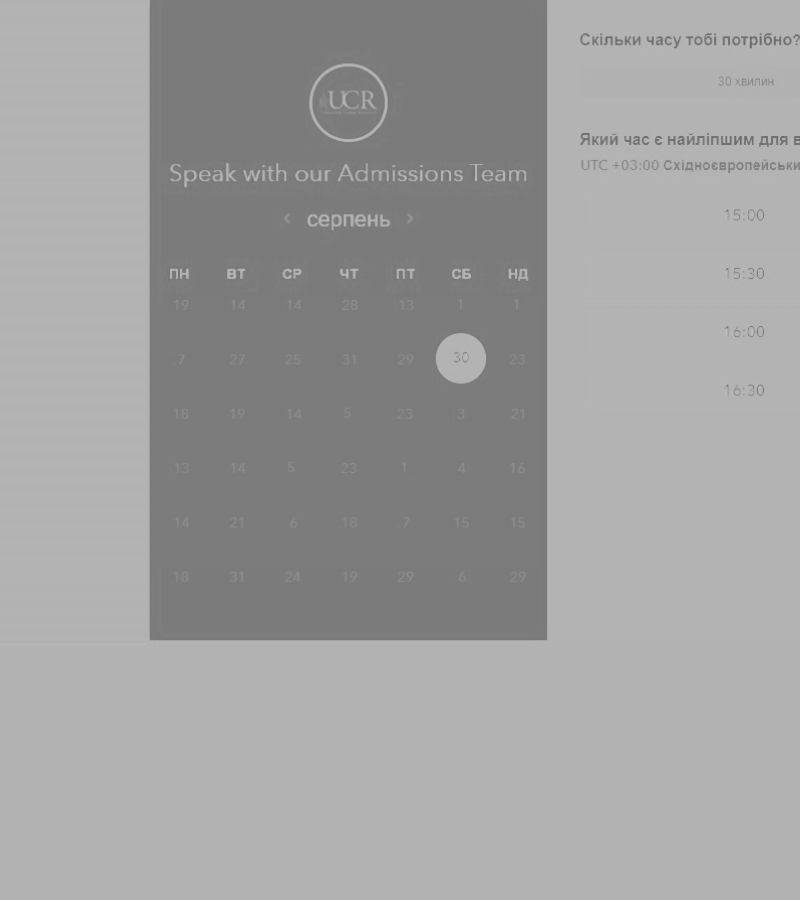 UCR
Speak with our Admissions Team
‹ серпень ›
ПН ВТ СР ЧТ ПТ СБ НД
19 14 14 28 13 1 1
7 27 25 31 29 30 23
18 19 14 5 23 3 21
13 14 5 23 1 4 16
14 21 6 18 7 15 15
18 31 24 19 29 6 29
Скільки часу тобі потрібно?
30 хвилин
Який час є найліпшим для в
UTC +03:00 Східноєвропейськи
15:00
15:30
16:00
16:30